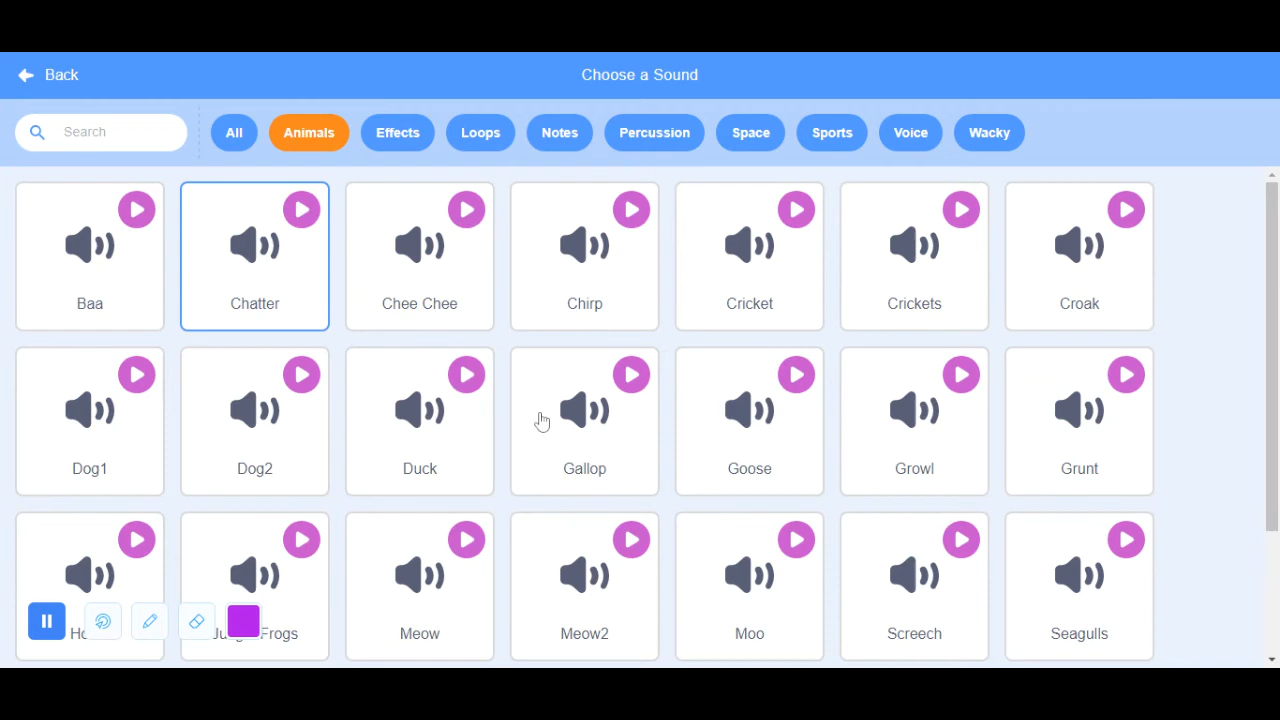 Back
Choose a Sound
Search
All Animals Effects Loops Notes Percussion Space Sports Voice Wacky
Baa Chatter Chee Chee Chirp Cricket Crickets Croak
Dog1 Dog2 Duck Gallop Goose Growl Grunt
Frogs Meow Meow2 Moo Screech Seagulls